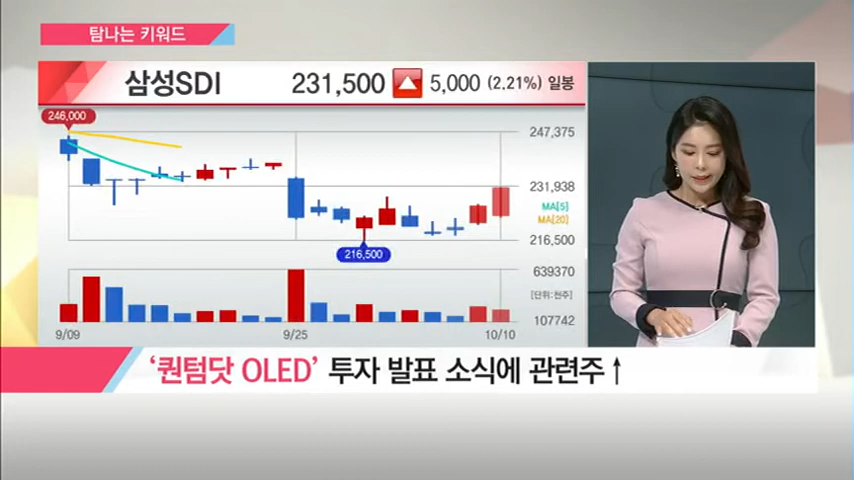 탐나는 키워드
삼성SDI 231,500 5,000 (2.21%) 일봉
246,000
247,375
231,938
MA[5]
MA[20]
216,500
216,500
639370
[단위:천주]
107742
9/09 9/25 10/10
‘퀀텀닷 OLED’ 투자 발표 소식에 관련주↑